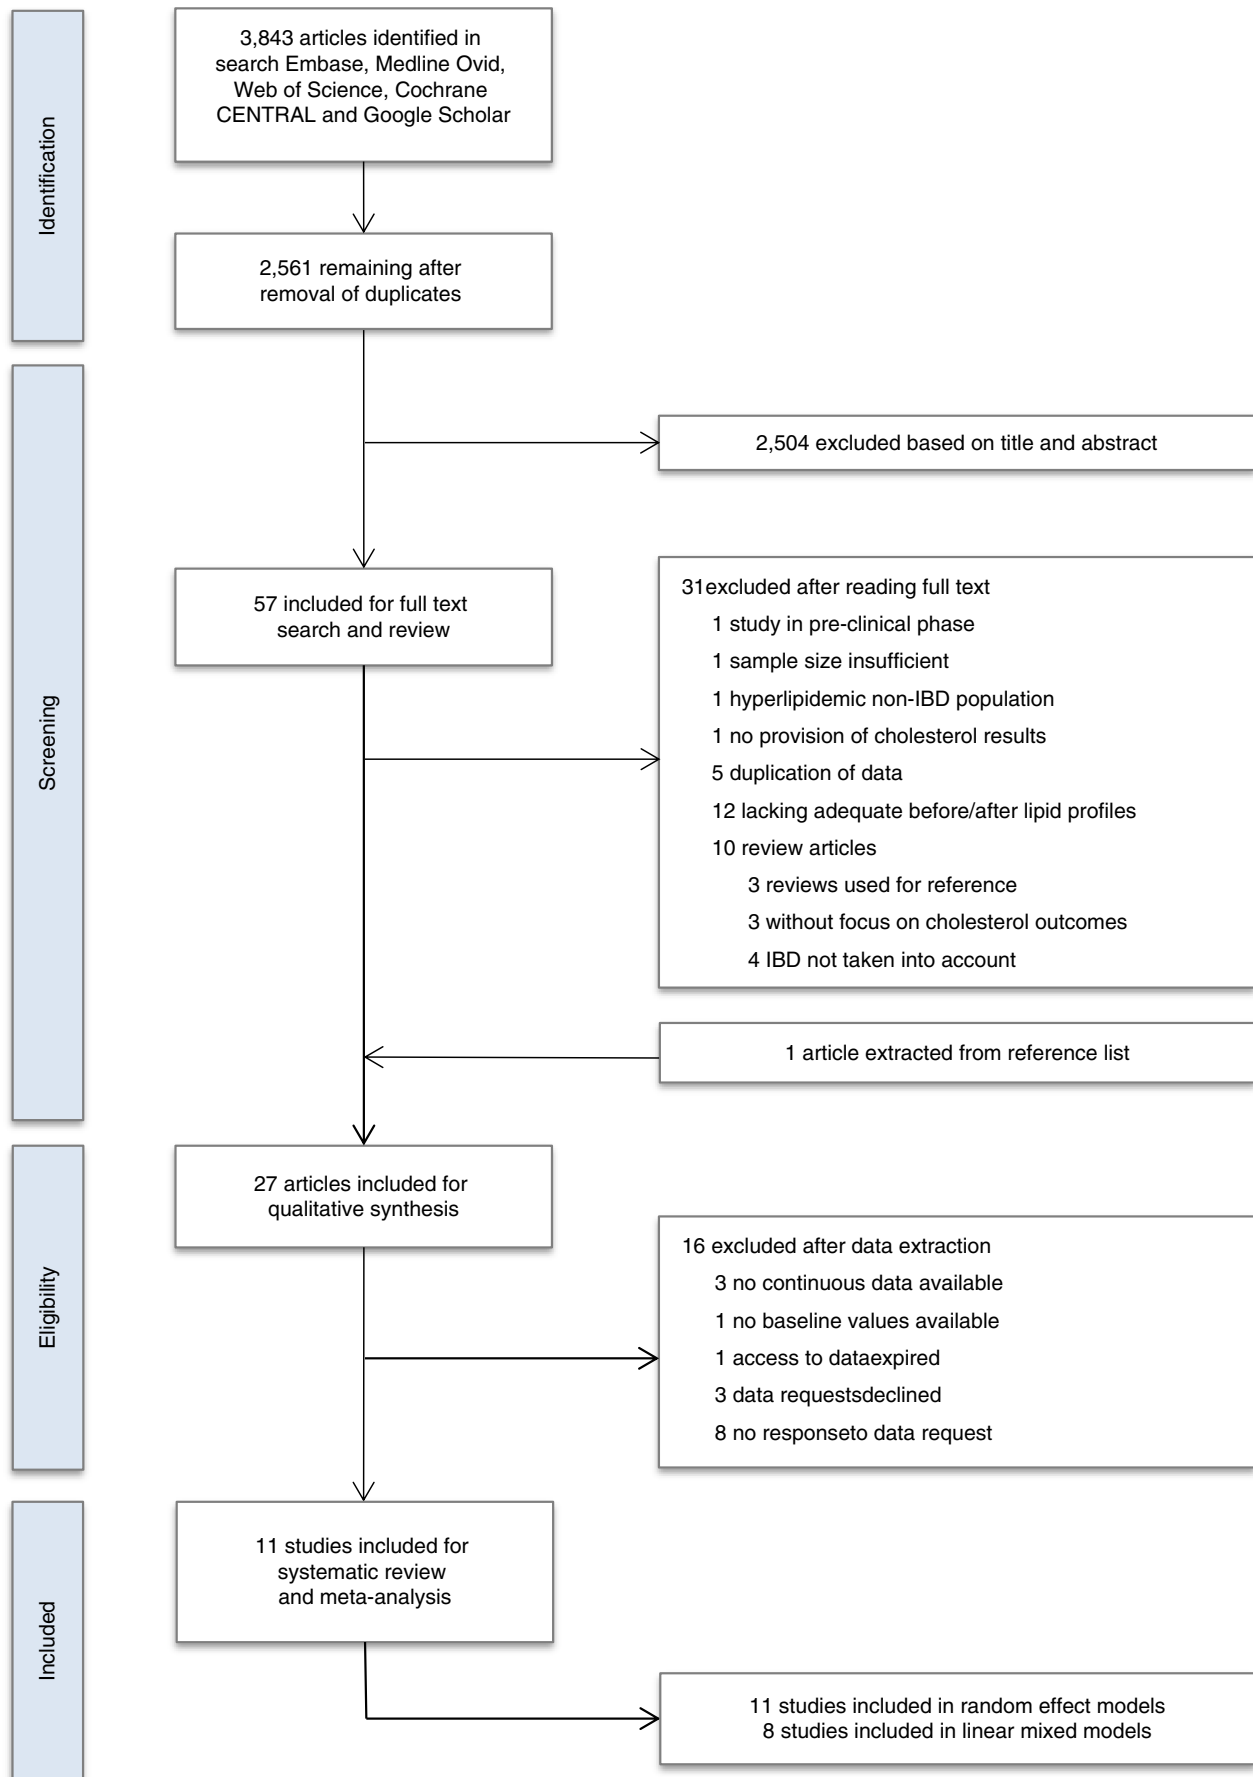 Identification
3,843 articles identified in
search Embase, Medline Ovid,
Web of Science, Cochrane
CENTRAL and Google Scholar
2,561 remaining after
removal of duplicates
Screening
2,504 excluded based on title and abstract
57 included for full text
search and review
31excluded after reading full text
1 study in pre-clinical phase
1 sample size insufficient
1 hyperlipidemic non-IBD population
1 no provision of cholesterol results
5 duplication of data
12 lacking adequate before/after lipid profiles
10 review articles
3 reviews used for reference
3 without focus on cholesterol outcomes
4 IBD not taken into account
1 article extracted from reference list
Eligibility
27 articles included for
qualitative synthesis
16 excluded after data extraction
3 no continuous data available
1 no baseline values available
1 access to dataexpired
3 data requestsdeclined
8 no responseto data request
Included
11 studies included for
systematic review
and meta-analysis
11 studies included in random effect models
8 studies included in linear mixed models